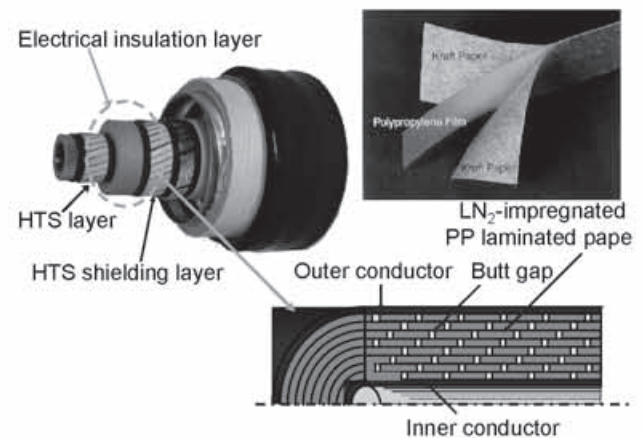 Electrical insulation layer
Kraft Paper
Polypropylene Film
Kraft Paper
HTS layer
HTS shielding layer
LN₂-impregnated
PP laminated pape
Outer conductor
Butt gap
Inner conductor